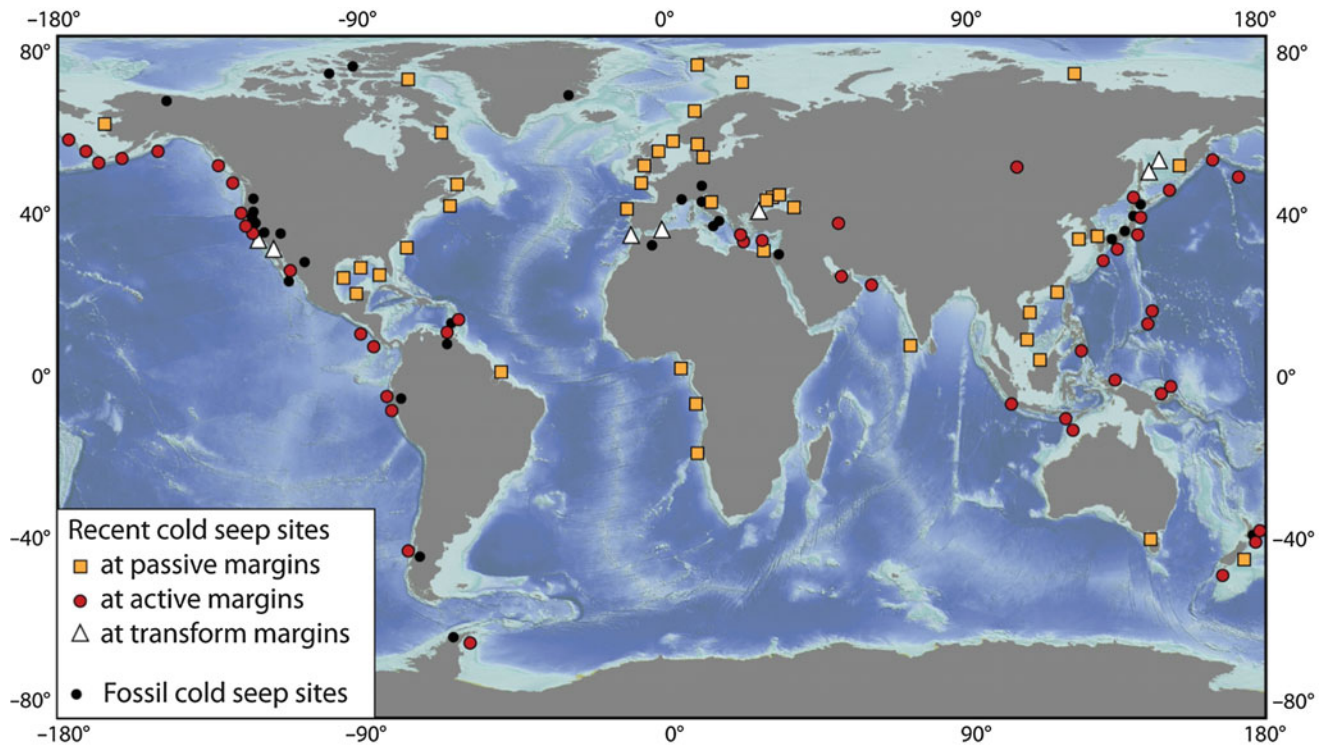 −180° -90° 0° 90° 180°
80° 80°
40° 40°
0° 0°
−40° −40°
−80° −80°
Recent cold seep sites
at passive margins
at active margins
at transform margins
Fossil cold seep sites
-180° -90° 0° 90° 180°